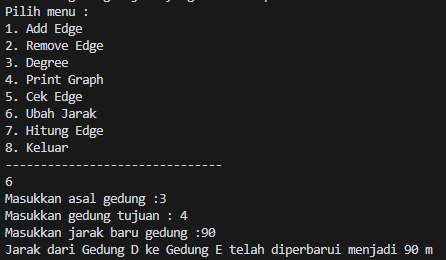 Pilih menu :
1. Add Edge
2. Remove Edge
3. Degree
4. Print Graph
5. Cek Edge
6. Ubah Jarak
7. Hitung Edge
8. Keluar
-------------------------------
6
Masukkan asal gedung :3
Masukkan gedung tujuan : 4
Masukkan jarak baru gedung :90
Jarak dari Gedung D ke Gedung E telah diperbarui menjadi 90 m